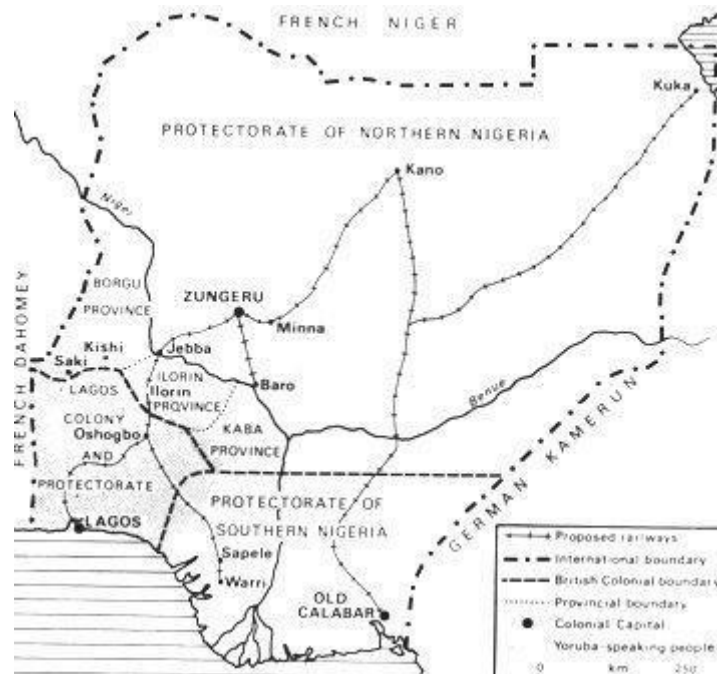 FRENCH NIGER
Kuka
PROTECTORATE OF NORTHERN NIGERIA
Kano
Niger
FRENCH DAHOMEY
BORGU
PROVINCE
ZUNGERU
Minna
Kishi
Jebba
Saki
Baro
Benue
LAGOS
ILORIN
Ilorin PROVINCE
COLONY
Oshogbo
AND
KABA
PROVINCE
PROTECTORATE
GERMAN KAMERUN
PROTECTORATE OF
SOUTHERN NIGERIA
LAGOS
Sapele
Warri
OLD
CALABAR
Proposed railways
International boundary
British Colonial boundary
Provincial boundary
Colonial Capital
Yoruba-speaking people
0 km 250